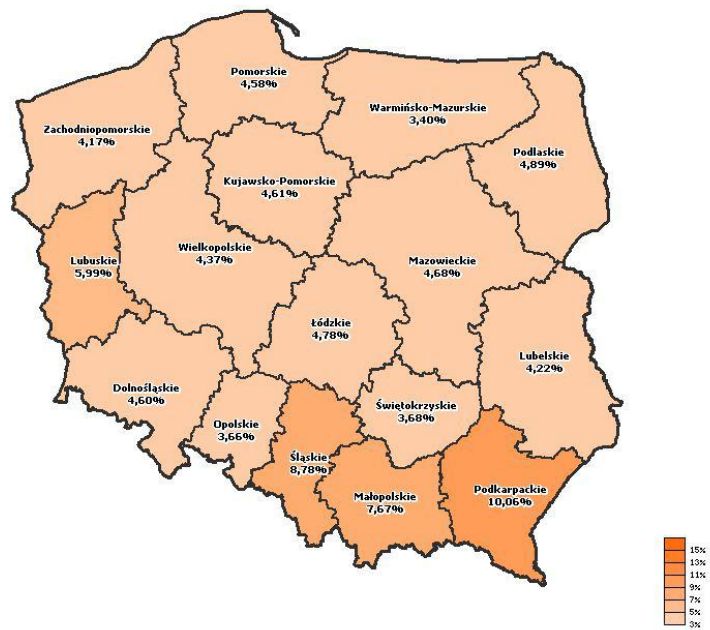 Pomorskie
4,58%
Warmińsko-Mazurskie
3,40%
Zachodniopomorskie
4,17%
Podlaskie
4,89%
Kujawsko-Pomorskie
4,61%
Wielkopolskie
4,37%
Lubuskie
5,99%
Mazowieckie
4,68%
Łódzkie
4,78%
Lubelskie
4,22%
Dolnośląskie
4,60%
Świętokrzyskie
3,68%
Opolskie
3,66%
Śląskie
8,78%
Małopolskie
7,67%
Podkarpackie
10,06%
15%
13%
11%
9%
7%
5%
3%